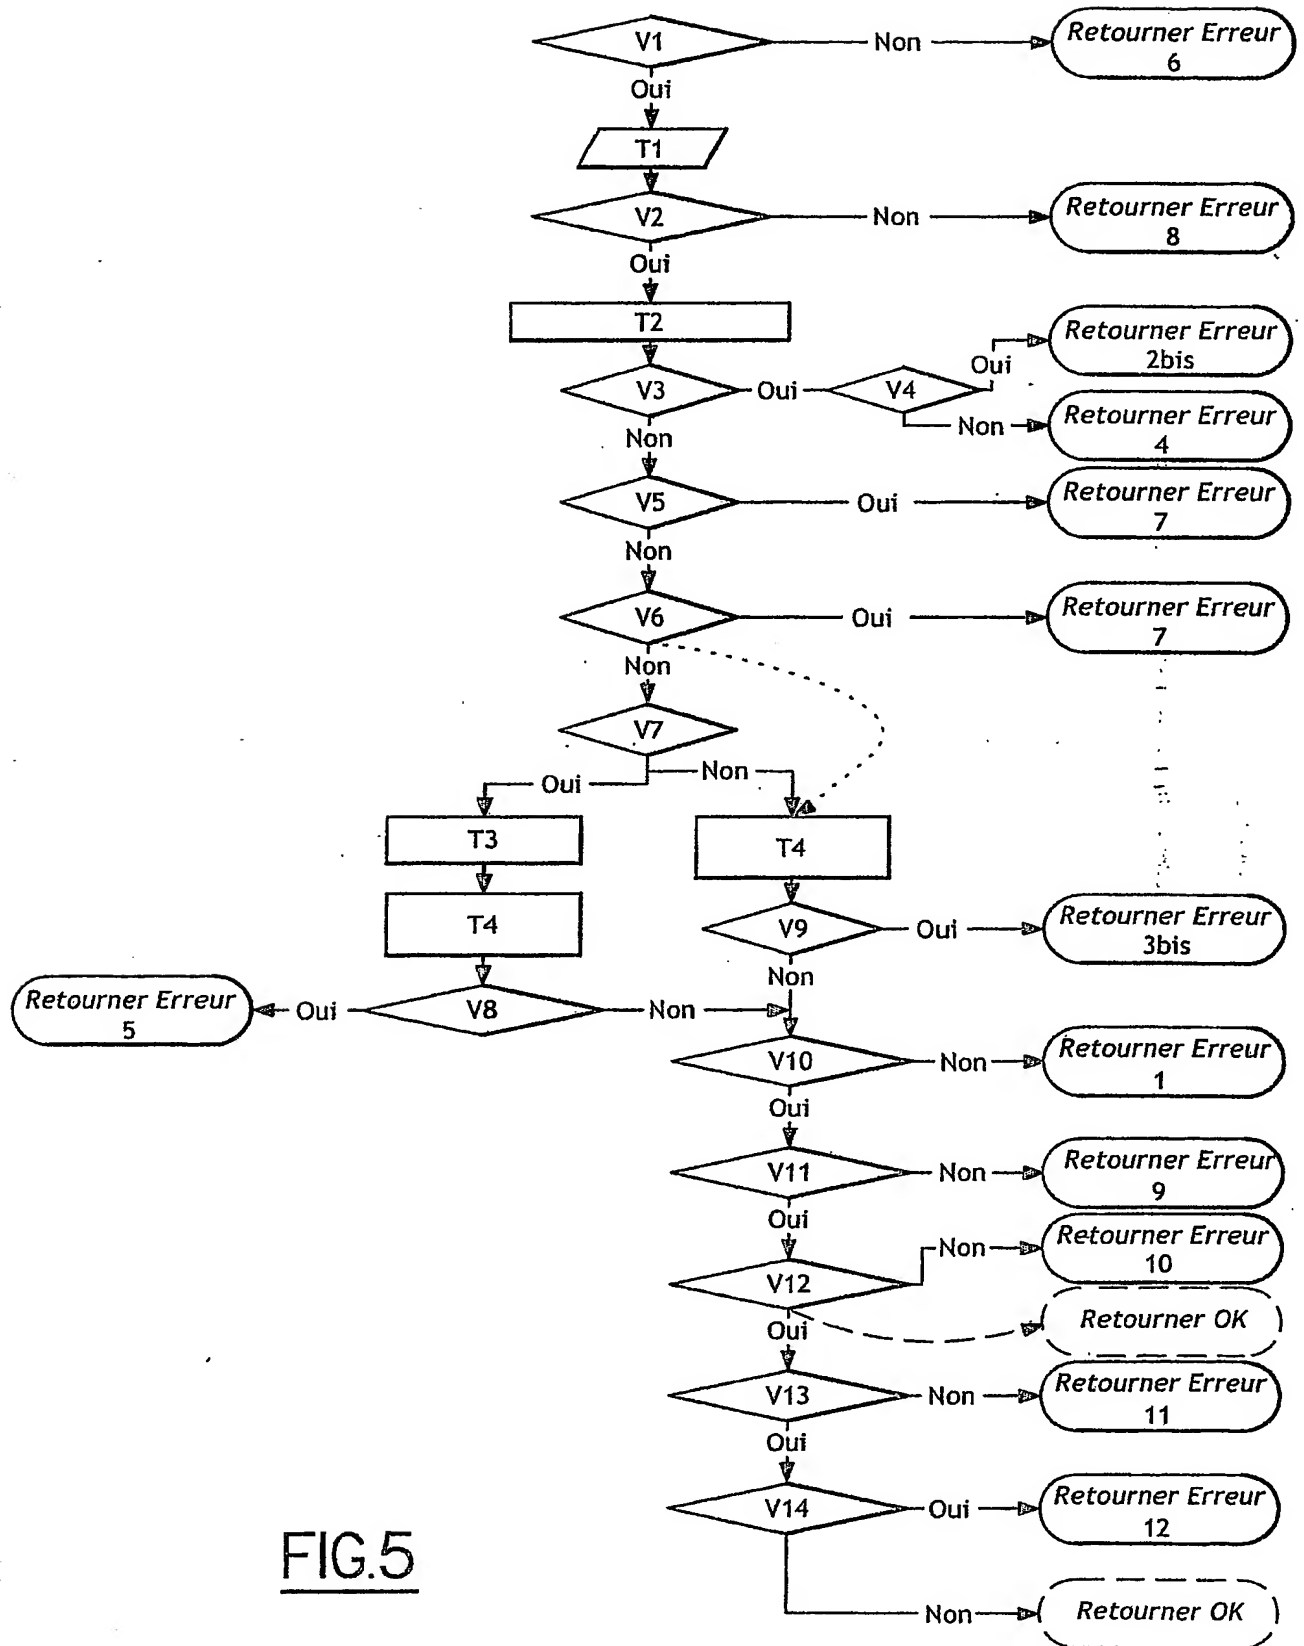 V1
Non
Retourner Erreur
6
Oui
T1
V2
Non
Retourner Erreur
8
Oui
T2
V3
Oui
V4
Oui
Retourner Erreur
2bis
Non
Retourner Erreur
4
Non
V5
Oui
Retourner Erreur
7
Non
V6
Oui
Retourner Erreur
7
Non
V7
Oui
Non
T3
T4
T4
V9
Oui
Retourner Erreur
3bis
Non
Retourner Erreur
5
Oui
V8
Non
V10
Non
Retourner Erreur
1
Oui
V11
Non
Retourner Erreur
9
Oui
V12
Non
Retourner Erreur
10
Retourner OK
Oui
V13
Non
Retourner Erreur
11
Oui
V14
Oui
Retourner Erreur
12
Non
Retourner OK
FIG.5